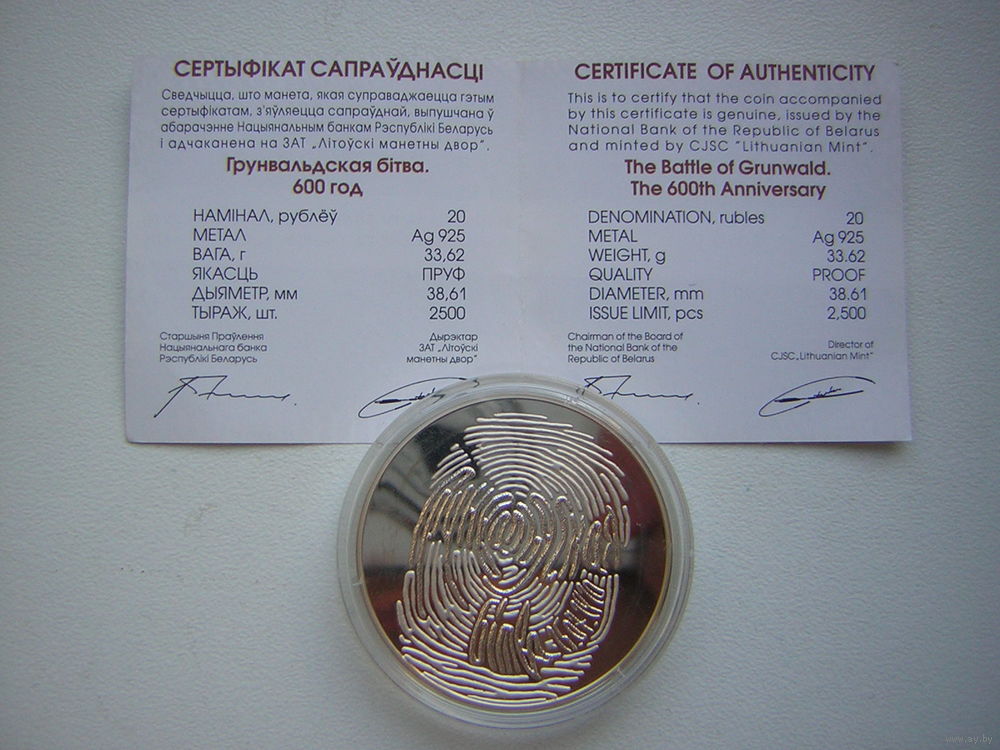 СЕРТЫФІКАТ САПРАЎДНАСЦІ
Сведчыцца, што манета, якая суправаджаецца гэтым
сертыфікатам, з'яўляецца сапраўднай, выпушчана ў
абарачэнне Нацыянальным банкам Рэспублікі Беларусь
і адчаканена на ЗАТ „Літоўскі манетны двор".
Грунвальдская бітва.
600 год
НАМІНАЛ, рублёў 20
МЕТАЛ Ag 925
ВАГА, г 33,62
ЯКАСЦЬ ПРУФ
ДЫЯМЕТР, мм 38,61
ТЫРАЖ, шт. 2500
Старшыня Праўлення
Нацыянальнага банка
Рэспублікі Беларусь
Дырэктар
ЗАТ „Літоўскі
манетны двор"
CERTIFICATE OF AUTHENTICITY
This is to certify that the coin accompanied
by this certificate is genuine, issued by the
National Bank of the Republic of Belarus
and minted by CJSC "Lithuanian Mint".
The Battle of Grunwald.
The 600th Anniversary
DENOMINATION, rubles 20
METAL Ag 925
WEIGHT, g 33.62
QUALITY PROOF
DIAMETER, mm 38.61
ISSUE LIMIT, pcs 2,500
Chairman of the Board of
the National Bank of the
Republic of Belarus
Director of
CJSC „Lithuanian Mint"
www.ay.by